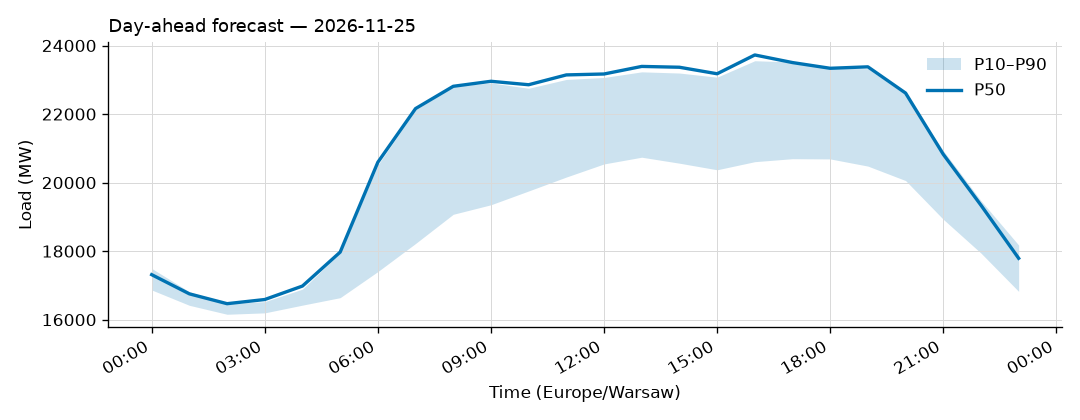 Day-ahead forecast — 2026-11-25
24000
22000
20000
18000
16000
Load (MW)
P10–P90
P50
00:00
03:00
06:00
09:00
12:00
15:00
18:00
21:00
00:00
Time (Europe/Warsaw)